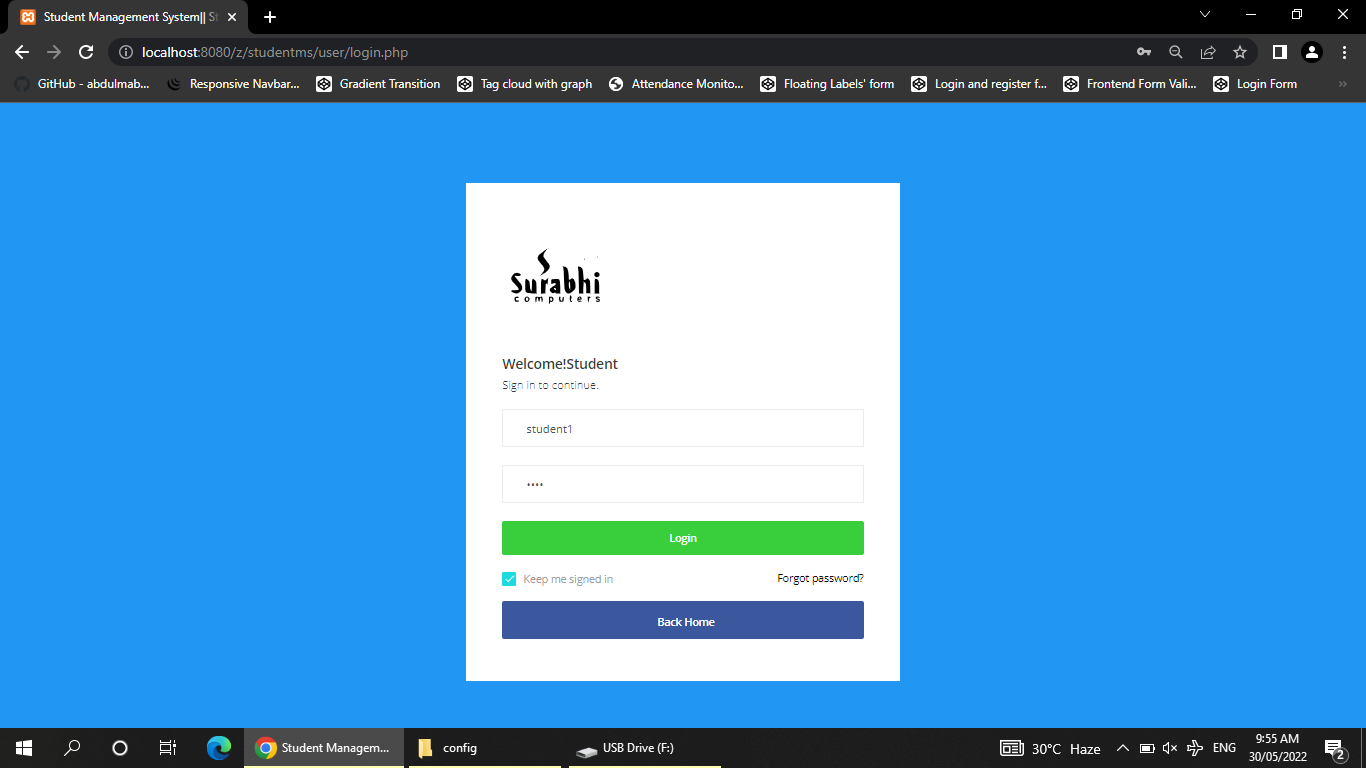 Student Management System|| St
localhost:8080/z/studentms/user/login.php
GitHub - abdulmab... Responsive Navbar... Gradient Transition Tag cloud with graph Attendance Monito... Floating Labels' form Login and register f... Frontend Form Vali... Login Form »
Surabhi
computers
Welcome!Student
Sign in to continue.
student1
••••
Login
Keep me signed in Forgot password?
Back Home
Student Managem... config USB Drive (F:) 30°C Haze ENG 9:55 AM
30/05/2022 2